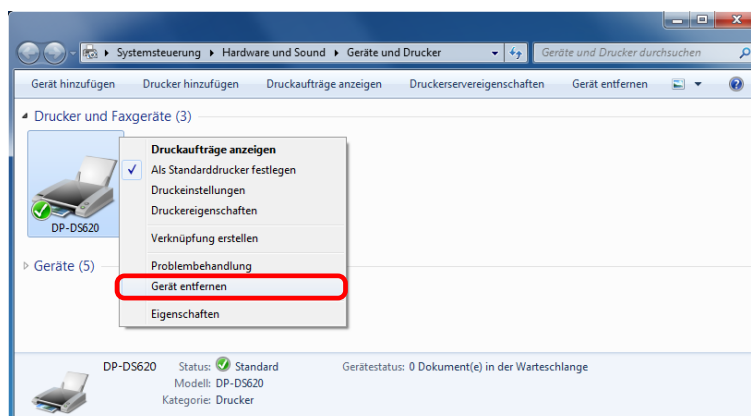 Systemsteuerung Hardware und Sound Geräte und Drucker Geräte und Drucker durchsuchen
Gerät hinzufügen Drucker hinzufügen Druckaufträge anzeigen Druckerservereigenschaften Gerät entfernen
Drucker und Faxgeräte (3)
DP-DS620
Druckaufträge anzeigen
Als Standarddrucker festlegen
Druckeinstellungen
Druckereigenschaften
Verknüpfung erstellen
Problembehandlung
Gerät entfernen
Eigenschaften
Geräte (5)
DP-DS620 Status: Standard Gerätestatus: 0 Dokument(e) in der Warteschlange
Modell: DP-DS620
Kategorie: Drucker